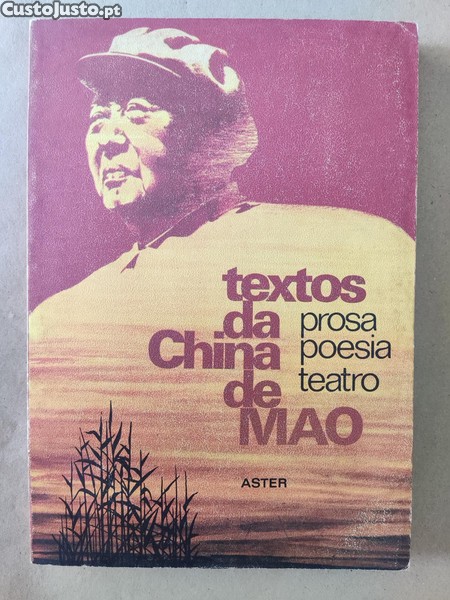 CustoJusto.pt
textos
da
China
de
MAO
prosa
poesia
teatro
ASTER